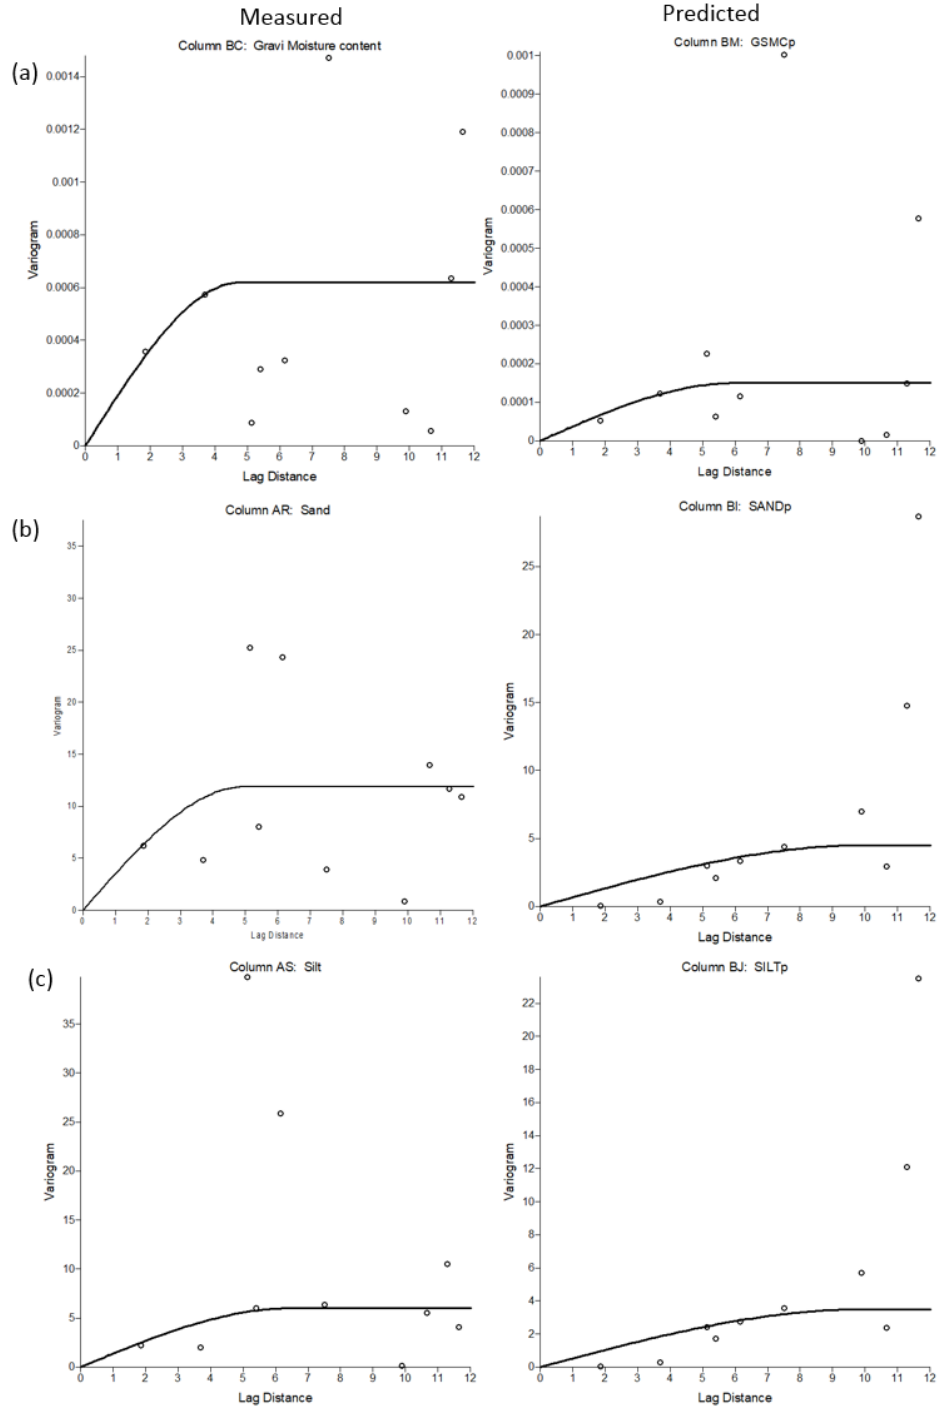 Measured
Predicted
(a)
Column BC: Gravi Moisture content
0.0014
0.0012
0.001
0.0008
0.0006
0.0004
0.0002
0
Variogram
0 1 2 3 4 5 6 7 8 9 10 11 12
Lag Distance
Column BM: GSMCp
0.001
0.0009
0.0008
0.0007
0.0006
0.0005
0.0004
0.0003
0.0002
0.0001
0
Variogram
0 1 2 3 4 5 6 7 8 9 10 11 12
Lag Distance
(b)
Column AR: Sand
35
30
25
20
15
10
5
0
Variogram
0 1 2 3 4 5 6 7 8 9 10 11 12
Lag Distance
Column BI: SANDp
25
20
15
10
5
0
Variogram
0 1 2 3 4 5 6 7 8 9 10 11 12
Lag Distance
(c)
Column AS: Silt
35
30
25
20
15
10
5
0
Variogram
0 1 2 3 4 5 6 7 8 9 10 11 12
Lag Distance
Column BJ: SILTp
22
20
18
16
14
12
10
8
6
4
2
0
Variogram
0 1 2 3 4 5 6 7 8 9 10 11 12
Lag Distance